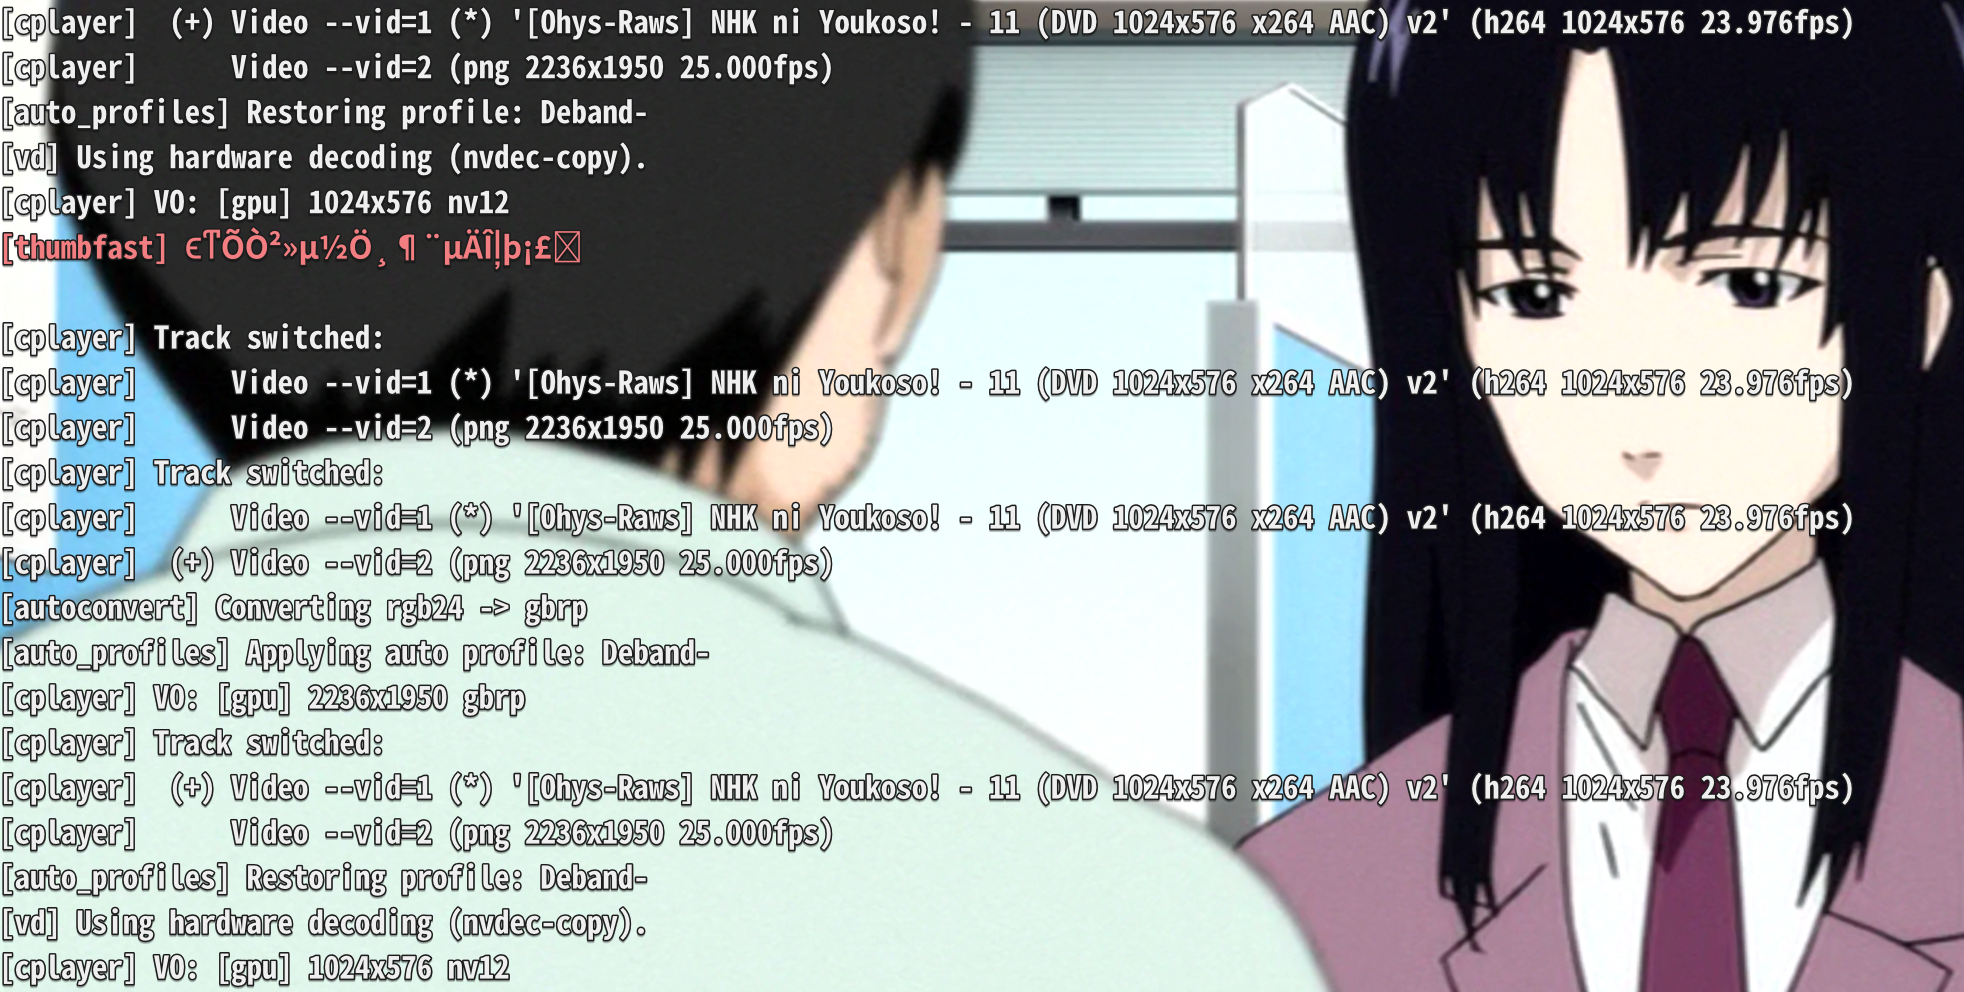 [cplayer]  (+) Video --vid=1 (*) '[Ohys-Raws] NHK ni Youkoso! - 11 (DVD 1024x576 x264 AAC) v2' (h264 1024x576 23.976fps)
[cplayer]      Video --vid=2 (png 2236x1950 25.000fps)
[auto_profiles] Restoring profile: Deband-
[vd] Using hardware decoding (nvdec-copy).
[cplayer] VO: [gpu] 1024x576 nv12
[thumbfast] ϵͳÕÒ²»µ½Ö¸¶¨µÄÎļþ¡£
[cplayer] Track switched:
[cplayer]      Video --vid=1 (*) '[Ohys-Raws] NHK ni Youkoso! - 11 (DVD 1024x576 x264 AAC) v2' (h264 1024x576 23.976fps)
[cplayer]      Video --vid=2 (png 2236x1950 25.000fps)
[cplayer] Track switched:
[cplayer]      Video --vid=1 (*) '[Ohys-Raws] NHK ni Youkoso! - 11 (DVD 1024x576 x264 AAC) v2' (h264 1024x576 23.976fps)
[cplayer]  (+) Video --vid=2 (png 2236x1950 25.000fps)
[autoconvert] Converting rgb24 -> gbrp
[auto_profiles] Applying auto profile: Deband-
[cplayer] VO: [gpu] 2236x1950 gbrp
[cplayer] Track switched:
[cplayer]  (+) Video --vid=1 (*) '[Ohys-Raws] NHK ni Youkoso! - 11 (DVD 1024x576 x264 AAC) v2' (h264 1024x576 23.976fps)
[cplayer]      Video --vid=2 (png 2236x1950 25.000fps)
[auto_profiles] Restoring profile: Deband-
[vd] Using hardware decoding (nvdec-copy).
[cplayer] VO: [gpu] 1024x576 nv12